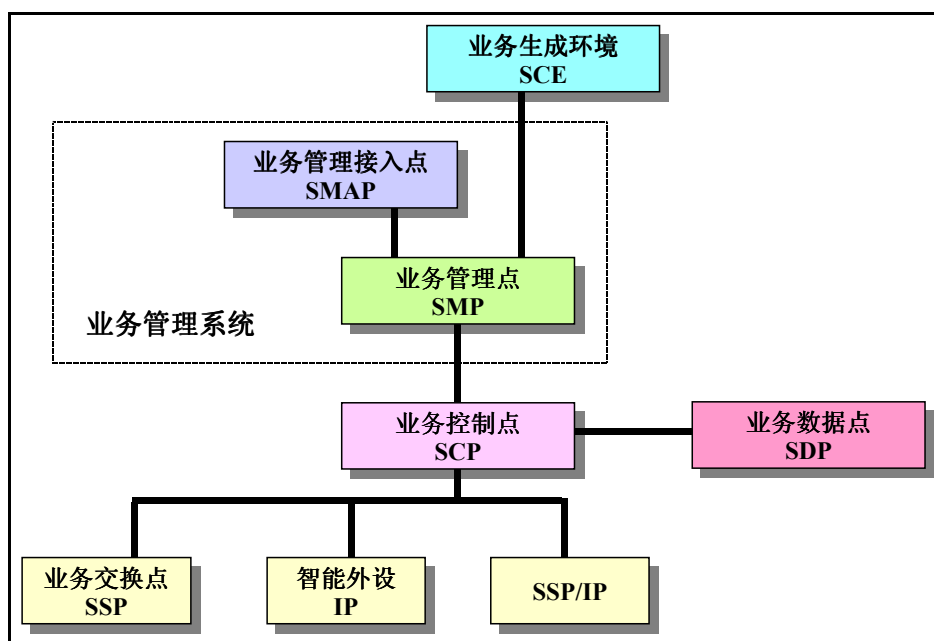 业务生成环境
SCE
业务管理接入点
SMAP
业务管理点
SMP
业务管理系统
业务控制点
SCP
业务数据点
SDP
业务交换点
SSP
智能外设
IP
SSP/IP